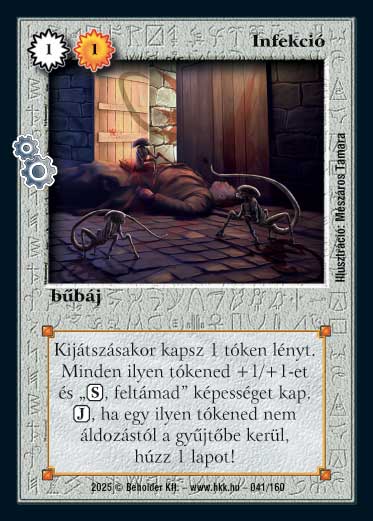 1
1
Infekció
Illusztráció: Mészáros Tamara
bűbáj
Kijátszásakor kapsz 1 tóken lényt.
Minden ilyen tókened +1/+1-et
és „S, feltámad” képességet kap.
J, ha egy ilyen tókened nem
áldozástól a gyűjtőbe kerül,
húzz 1 lapot!
2025 © Beholder Kft. – www.hkk.hu – 041/160